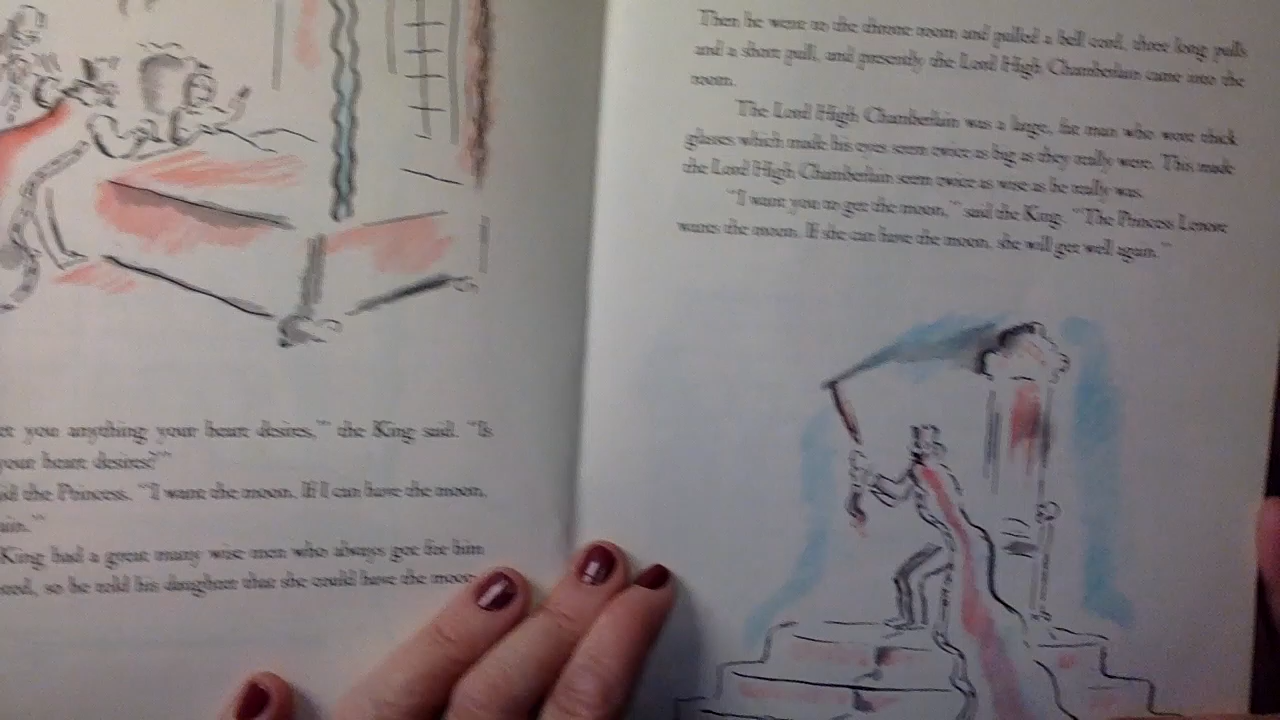 et you anything your heart desires," the King said. "Is
your heart desires?"
id the Princess. "I want the moon. If I can have the moon,
ain."
King had a great many wise men who always got for him
ted, so he told his daughter that she could have the moon.
Then he went to the throne room and pulled a bell cord, three long pulls
and a short pull, and presently the Lord High Chamberlain came into the
room.
The Lord High Chamberlain was a large, fat man who wore thick
glasses which made his eyes seem twice as big as they really were. This made
the Lord High Chamberlain seem twice as wise as he really was.
"I want you to get the moon," said the King. "The Princess Lenore
wants the moon. If she can have the moon, she will get well again."